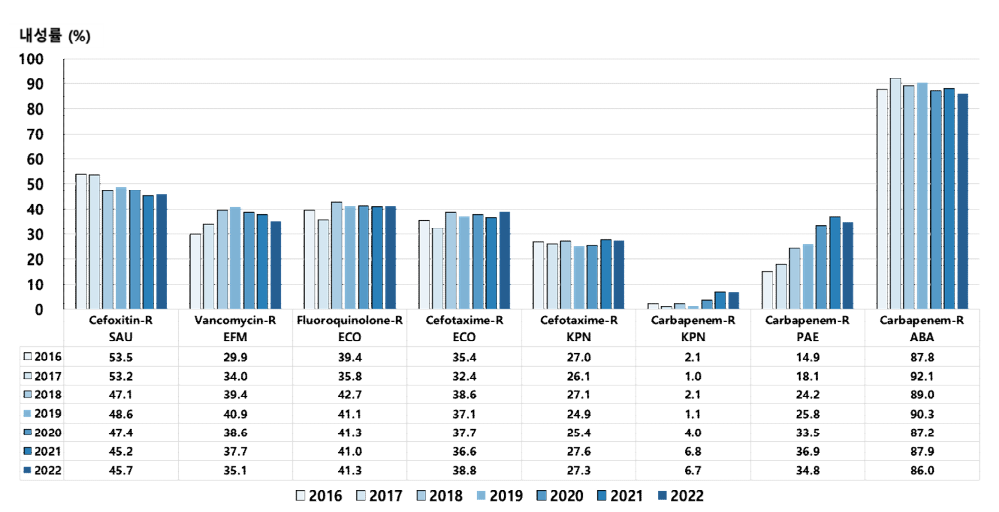 내성률 (%)
100
90
80
70
60
50
40
30
20
10
0
Cefoxitin-R Vancomycin-R Fluoroquinolone-R Cefotaxime-R Cefotaxime-R Carbapenem-R Carbapenem-R Carbapenem-R
SAU EFM ECO ECO KPN KPN PAE ABA
2016 53.5 29.9 39.4 35.4 27.0 2.1 14.9 87.8
2017 53.2 34.0 35.8 32.4 26.1 1.0 18.1 92.1
2018 47.1 39.4 42.7 38.6 27.1 2.1 24.2 89.0
2019 48.6 40.9 41.1 37.1 24.9 1.1 25.8 90.3
2020 47.4 38.6 41.3 37.7 25.4 4.0 33.5 87.2
2021 45.2 37.7 41.0 36.6 27.6 6.8 36.9 87.9
2022 45.7 35.1 41.3 38.8 27.3 6.7 34.8 86.0
2016 2017 2018 2019 2020 2021 2022